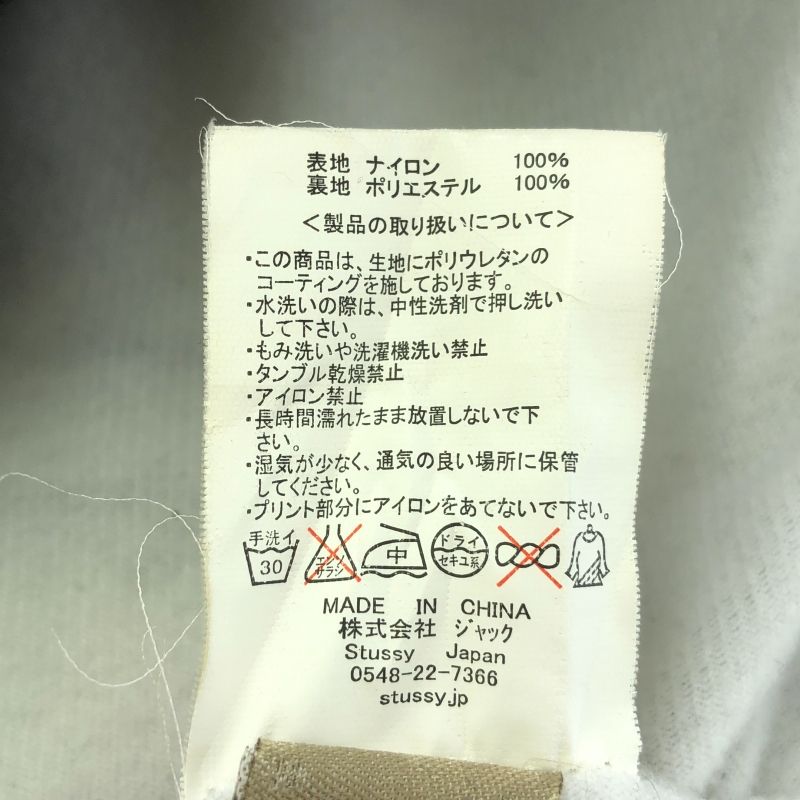 表地 ナイロン 100%
裏地 ポリエステル 100%
<製品の取り扱いについて>
・この商品は、生地にポリウレタンの
コーティングを施しております。
・水洗いの際は、中性洗剤で押し洗い
して下さい。
・もみ洗いや洗濯機洗い禁止
・タンブル乾燥禁止
・アイロン禁止
・長時間濡れたまま放置しないで下
さい。
・湿気が少なく、通気の良い場所に保管
してください。
・プリント部分にアイロンをあてないで下さい。
手洗イ 30 エンソサラシ 中 ドライ セキユ系
MADE IN CHINA
株式会社 ジャック
Stussy Japan
0548-22-7366
stussy.jp